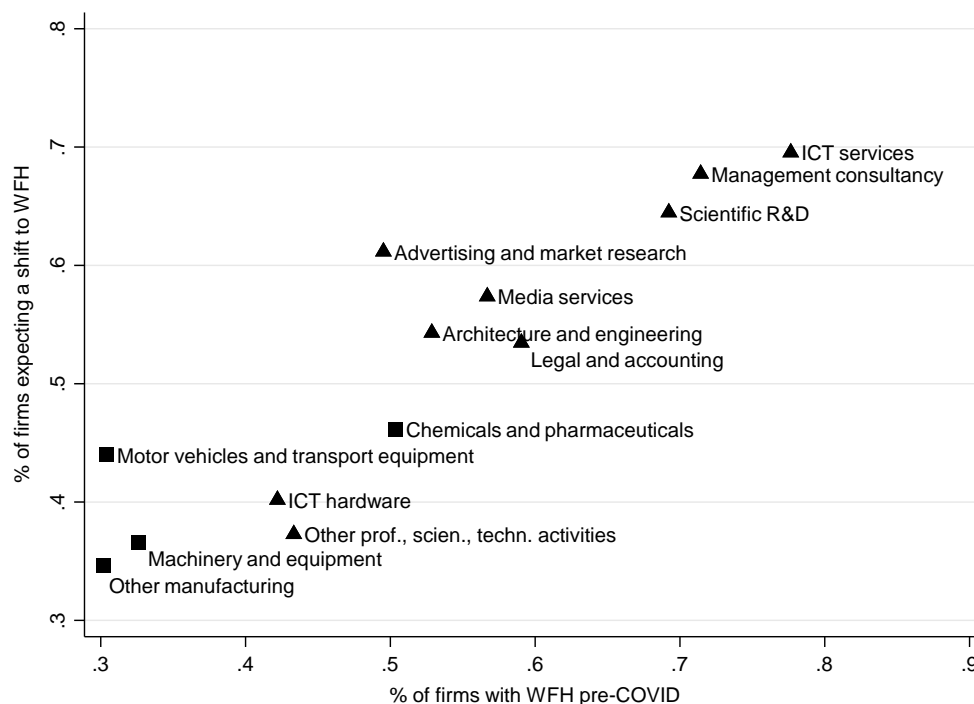 % of firms expecting a shift to WFH
.8
.7
.6
.5
.4
.3
ICT services
Management consultancy
Scientific R&D
Advertising and market research
Media services
Architecture and engineering
Legal and accounting
Chemicals and pharmaceuticals
Motor vehicles and transport equipment
ICT hardware
Other prof., scien., techn. activities
Machinery and equipment
Other manufacturing
.3 .4 .5 .6 .7 .8 .9
% of firms with WFH pre-COVID